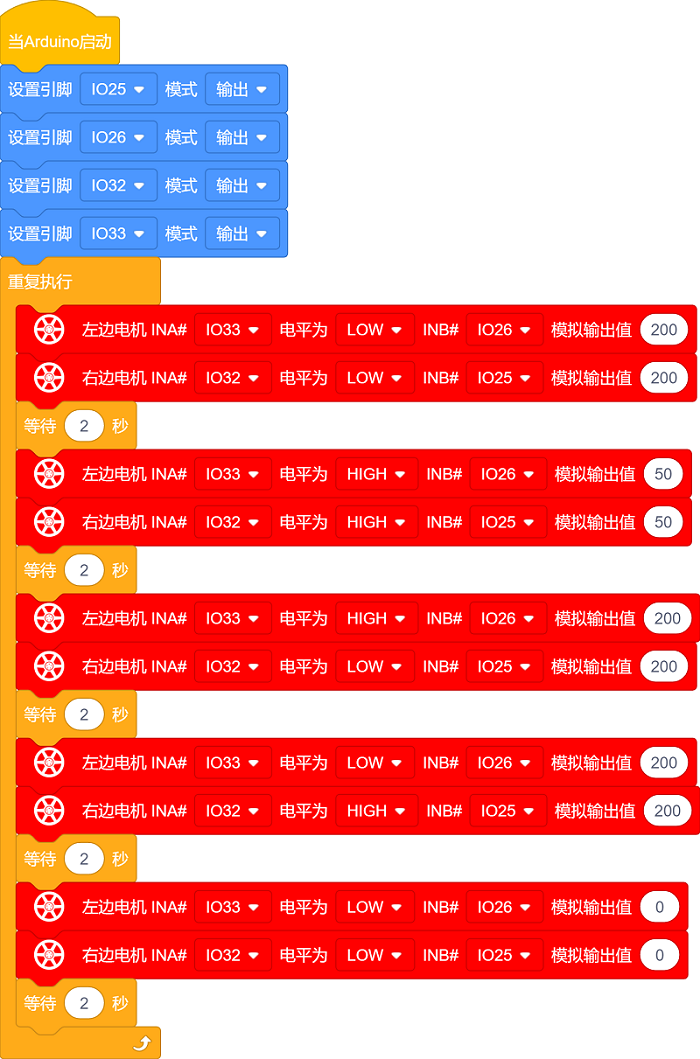 当Arduino启动
设置引脚 IO25 模式 输出
设置引脚 IO26 模式 输出
设置引脚 IO32 模式 输出
设置引脚 IO33 模式 输出
重复执行
左边电机 INA# IO33 电平为 LOW INB# IO26 模拟输出值 200
右边电机 INA# IO32 电平为 LOW INB# IO25 模拟输出值 200
等待 2 秒
左边电机 INA# IO33 电平为 HIGH INB# IO26 模拟输出值 50
右边电机 INA# IO32 电平为 HIGH INB# IO25 模拟输出值 50
等待 2 秒
左边电机 INA# IO33 电平为 HIGH INB# IO26 模拟输出值 200
右边电机 INA# IO32 电平为 LOW INB# IO25 模拟输出值 200
等待 2 秒
左边电机 INA# IO33 电平为 LOW INB# IO26 模拟输出值 200
右边电机 INA# IO32 电平为 HIGH INB# IO25 模拟输出值 200
等待 2 秒
左边电机 INA# IO33 电平为 LOW INB# IO26 模拟输出值 0
右边电机 INA# IO32 电平为 LOW INB# IO25 模拟输出值 0
等待 2 秒